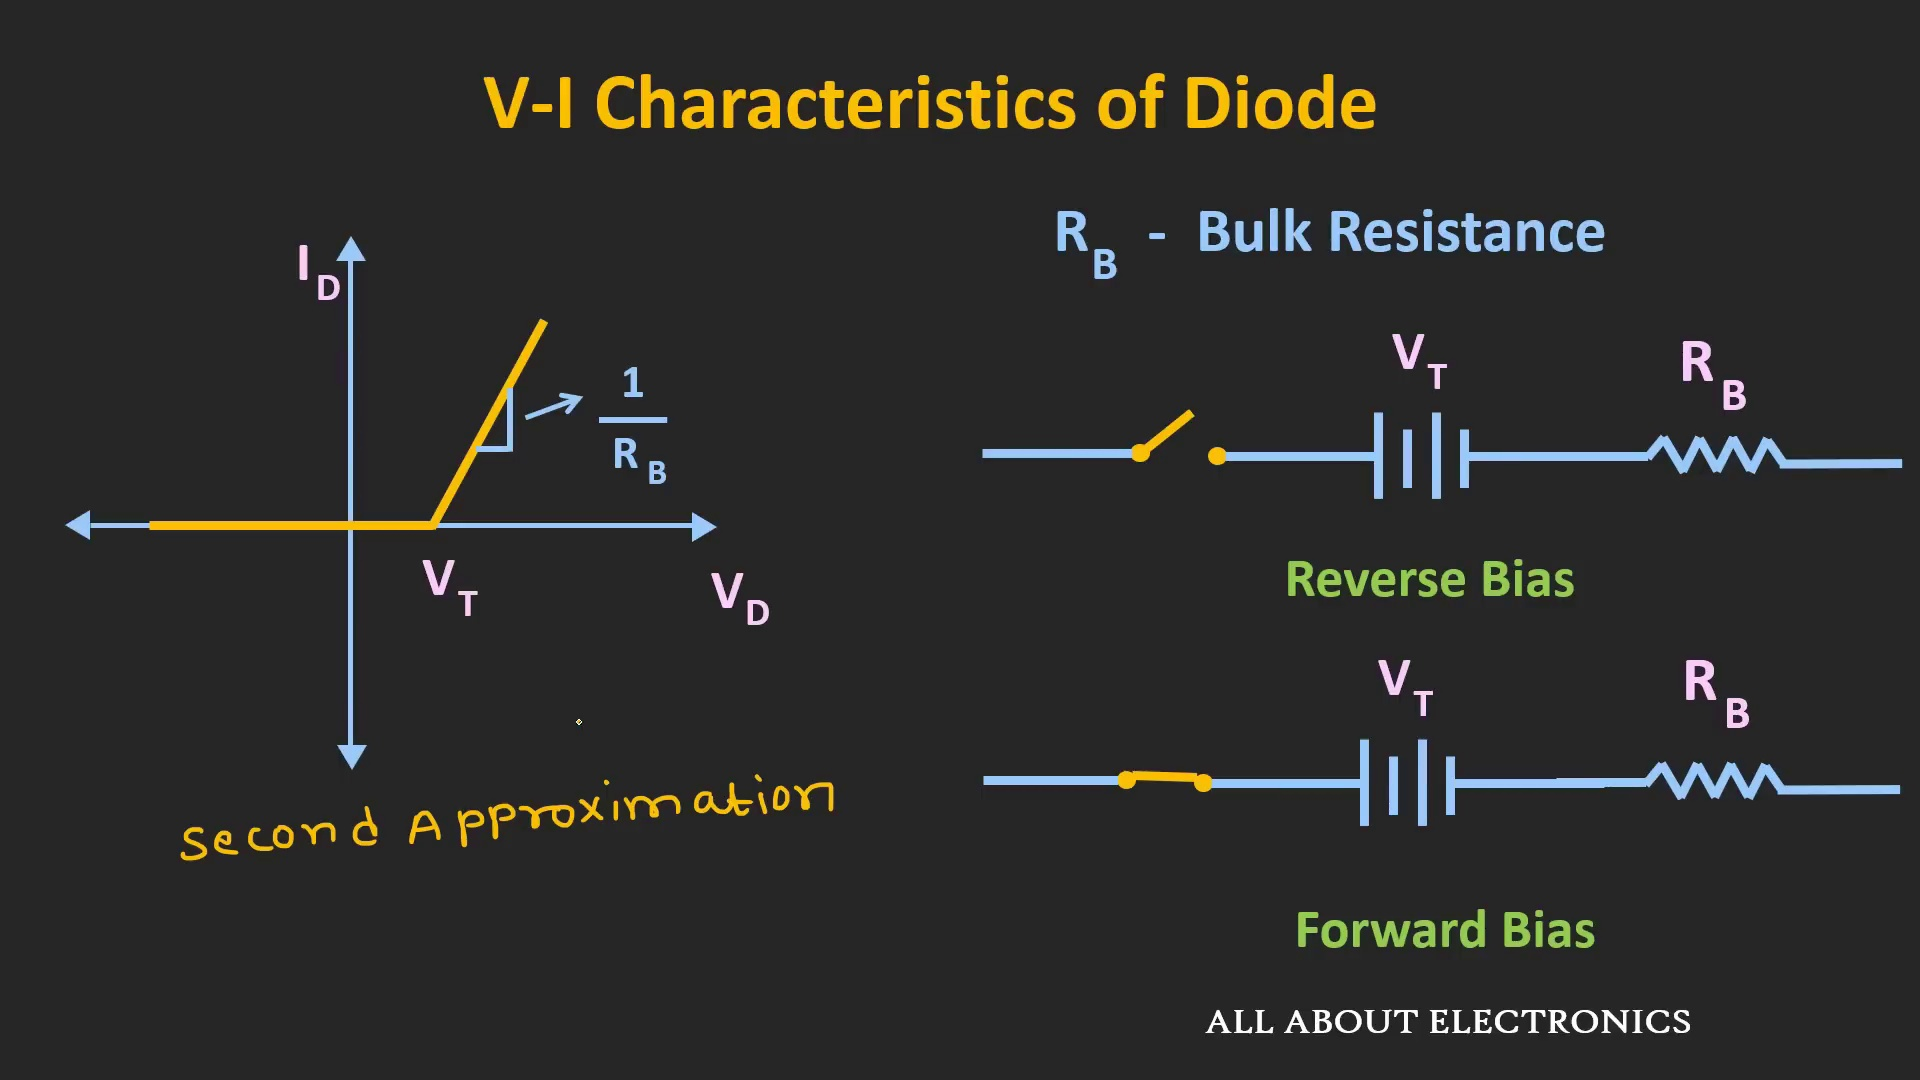 V-I Characteristics of Diode
R_B - Bulk Resistance
I_D
1
R_B
V_T
V_D
Second Approximation
V_T R_B
Reverse Bias
V_T R_B
Forward Bias
ALL ABOUT ELECTRONICS